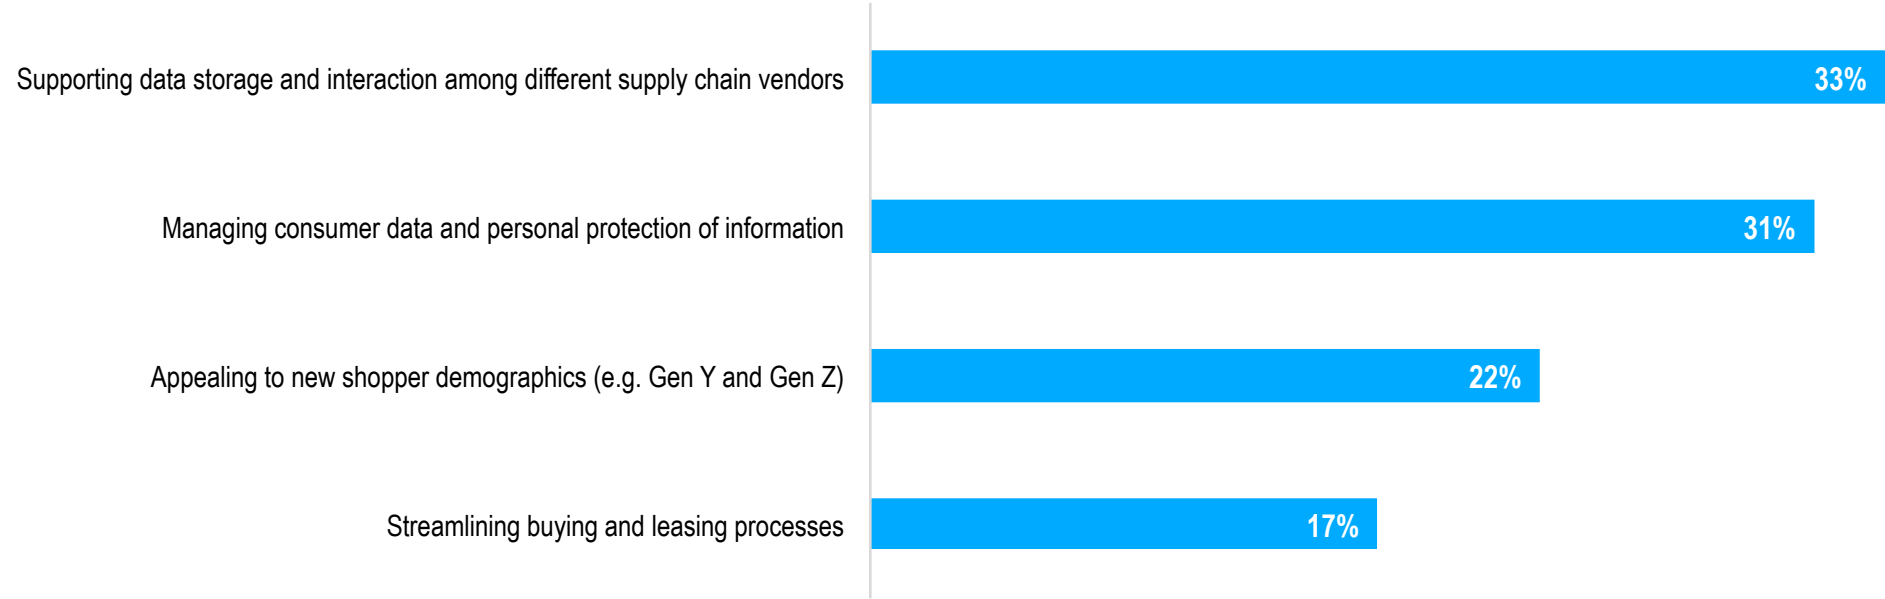 Supporting data storage and interaction among different supply chain vendors 33%
Managing consumer data and personal protection of information 31%
Appealing to new shopper demographics (e.g. Gen Y and Gen Z) 22%
Streamlining buying and leasing processes 17%